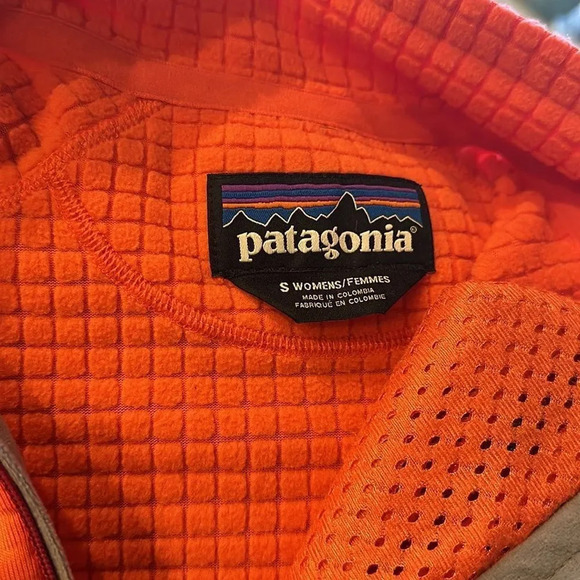 patagonia®
S WOMENS/FEMMES
MADE IN COLOMBIA
FABRIQUÉ EN COLOMBIE